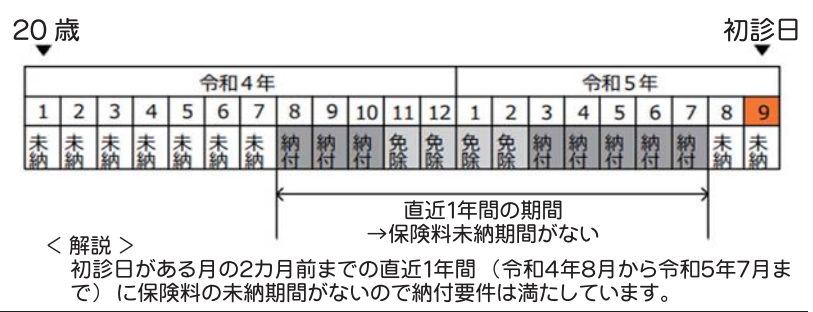 20歳 初診日
▼ ▼
令和4年 令和5年
1 2 3 4 5 6 7 8 9 10 11 12 1 2 3 4 5 6 7 8 9
未納 未納 未納 未納 未納 未納 未納 納付 納付 納付 免除 免除 免除 免除 納付 納付 納付 納付 納付 未納 未納
直近1年間の期間
→保険料未納期間がない
＜ 解説 ＞
初診日がある月の2カ月前までの直近1年間（令和4年8月から令和5年7月ま
で）に保険料の未納期間がないので納付要件は満たしています。